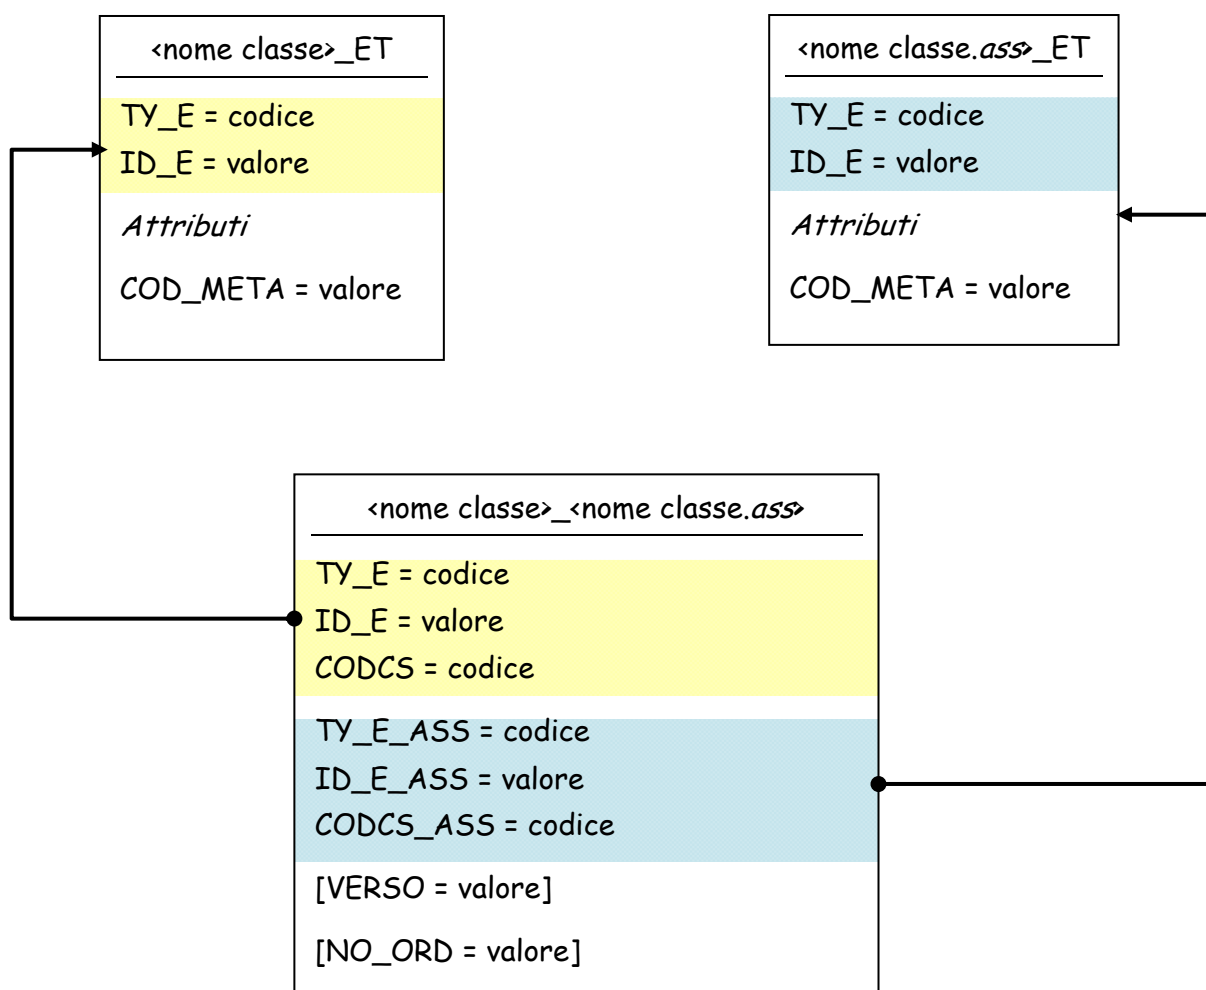 <nome classe>_ET
TY_E = codice
ID_E = valore
Attributi
COD_META = valore
<nome classe.ass>_ET
TY_E = codice
ID_E = valore
Attributi
COD_META = valore
<nome classe>_<nome classe.ass>
TY_E = codice
ID_E = valore
CODCS = codice
TY_E_ASS = codice
ID_E_ASS = valore
CODCS_ASS = codice
[VERSO = valore]
[NO_ORD = valore]